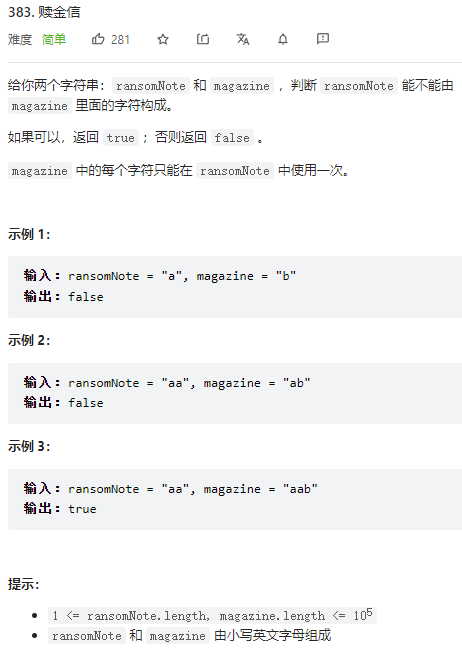 383. 赎金信
难度 简单 281
给你两个字符串：ransomNote 和 magazine ，判断 ransomNote 能不能由
magazine 里面的字符构成。
如果可以，返回 true ；否则返回 false 。
magazine 中的每个字符只能在 ransomNote 中使用一次。
示例 1：
输入：ransomNote = "a", magazine = "b"
输出：false
示例 2：
输入：ransomNote = "aa", magazine = "ab"
输出：false
示例 3：
输入：ransomNote = "aa", magazine = "aab"
输出：true
提示：
• 1 <= ransomNote.length, magazine.length <= 10⁵
• ransomNote 和 magazine 由小写英文字母组成